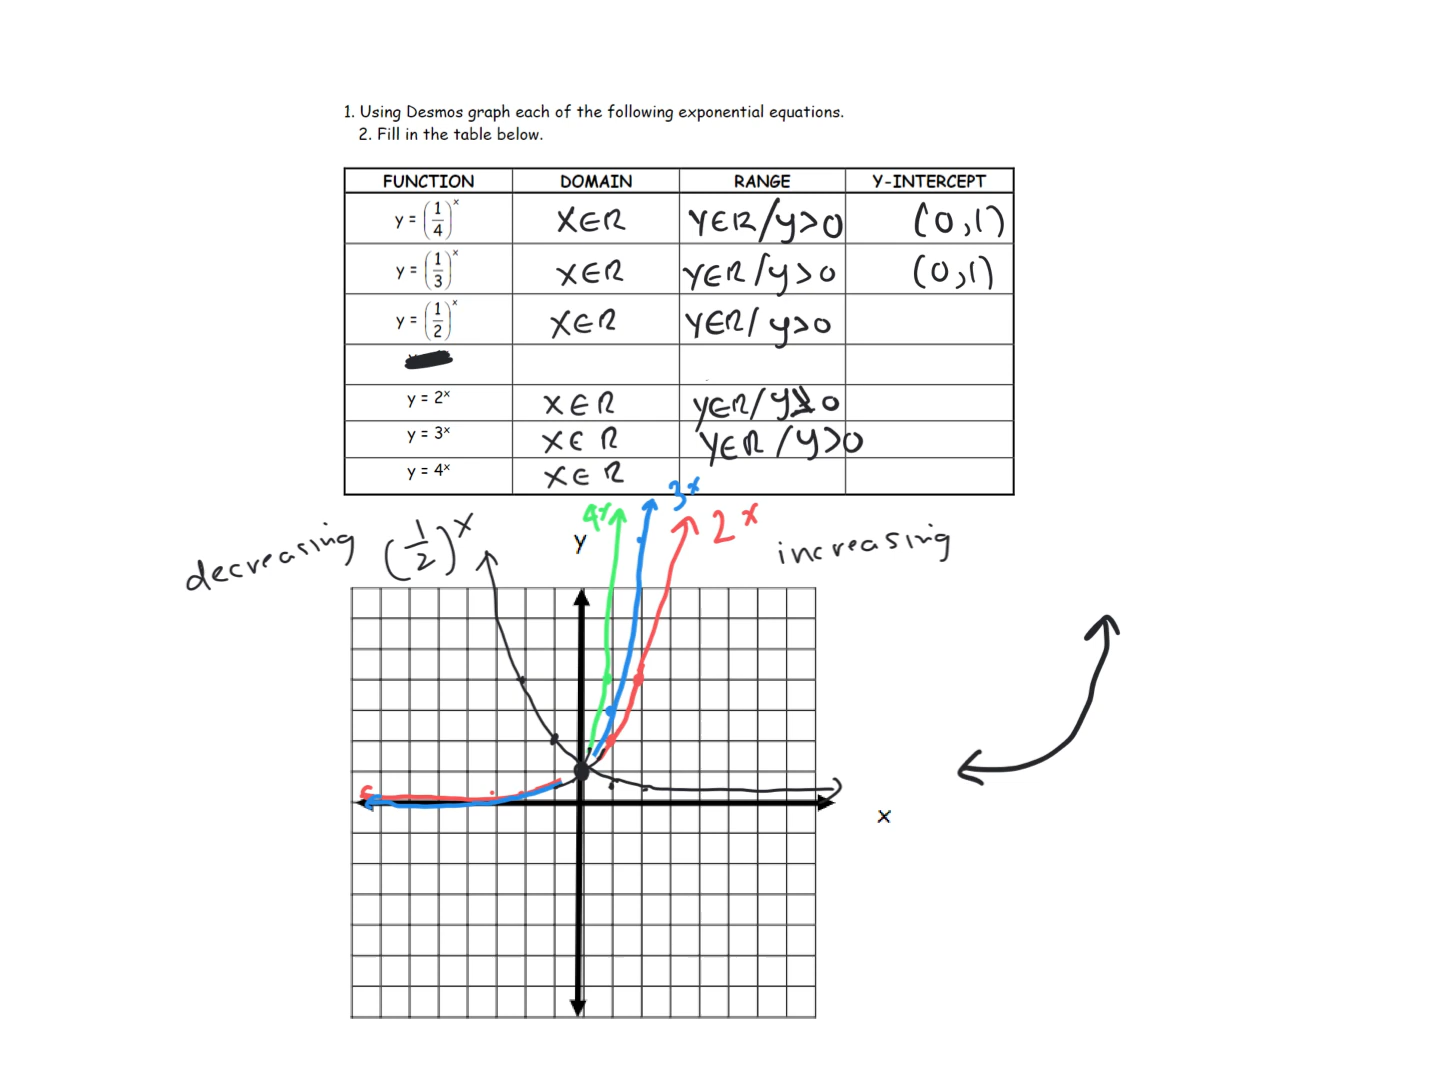 1. Using Desmos graph each of the following exponential equations.
2. Fill in the table below.
FUNCTION DOMAIN RANGE Y-INTERCEPT
y = (1/4)^x X∈R Y∈R/y>0 (0,1)
y = (1/3)^x X∈R Y∈R/y>0 (0,1)
y = (1/2)^x X∈R Y∈R/y>0
y = 2^x X∈R Y∈R/y 0
y = 3^x X∈R Y∈R/y>0
y = 4^x X∈R
4^x 3^x 2^x
decreasing (1/2)^x y increasing
x